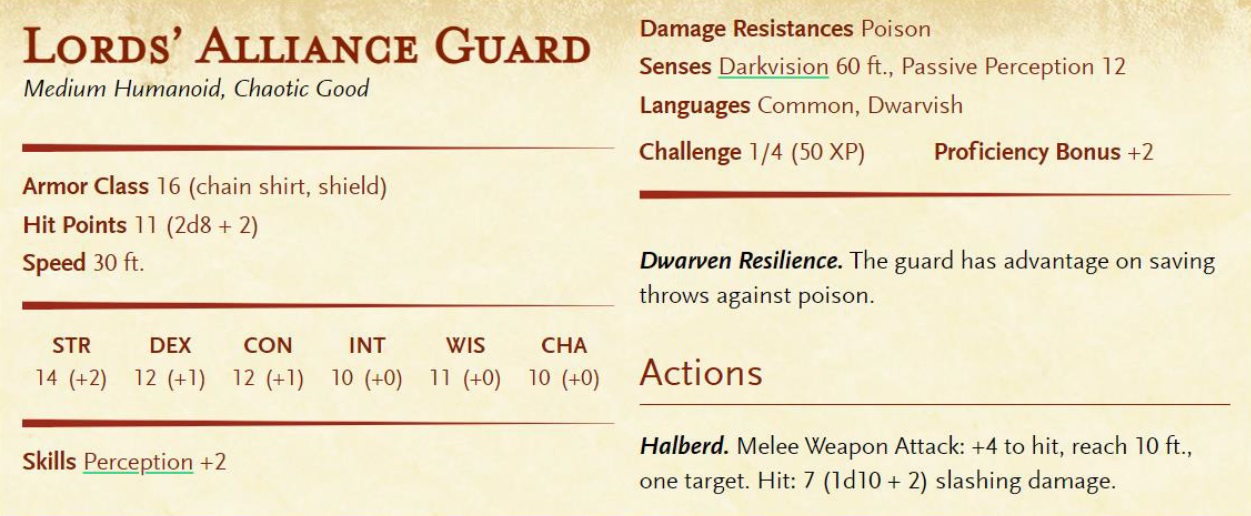 Lords' Alliance Guard
Medium Humanoid, Chaotic Good
Armor Class 16 (chain shirt, shield)
Hit Points 11 (2d8 + 2)
Speed 30 ft.
STR DEX CON INT WIS CHA
14 (+2) 12 (+1) 12 (+1) 10 (+0) 11 (+0) 10 (+0)
Skills Perception +2
Damage Resistances Poison
Senses Darkvision 60 ft., Passive Perception 12
Languages Common, Dwarvish
Challenge 1/4 (50 XP) Proficiency Bonus +2
Dwarven Resilience. The guard has advantage on saving
throws against poison.
Actions
Halberd. Melee Weapon Attack: +4 to hit, reach 10 ft.,
one target. Hit: 7 (1d10 + 2) slashing damage.